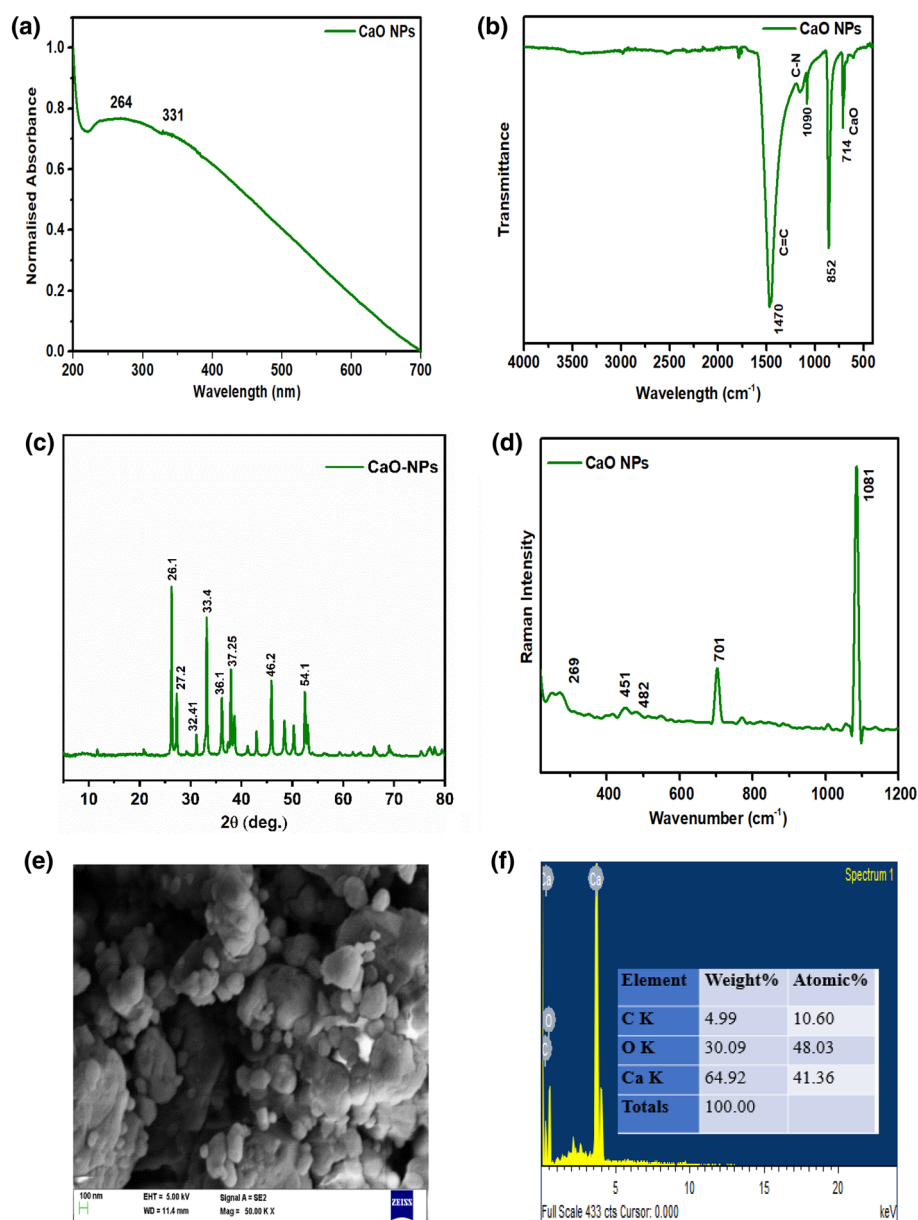 (a)
CaO NPs
264
331
Normalised Absorbance
1.0
0.8
0.6
0.4
0.2
0.0
200 300 400 500 600 700
Wavelength (nm)
(b)
CaO NPs
C-N
1090
714 CaO
C=C
852
1470
Transmittance
4000 3500 3000 2500 2000 1500 1000 500
Wavelength (cm-1)
(c)
CaO-NPs
26.1
27.2
32.41
33.4
36.1
37.25
46.2
54.1
10 20 30 40 50 60 70 80
2θ (deg.)
(d)
CaO NPs
269
451
482
701
1081
Raman Intensity
400 600 800 1000 1200
Wavenumber (cm-1)
(e)
100 nm
EHT = 5.00 kV
Signal A = SE2
WD = 11.4 mm
Mag = 50.00 K X
ZEISS
(f)
Spectrum 1
Ca
Ca
O
C
Element Weight% Atomic%
C K 4.99 10.60
O K 30.09 48.03
Ca K 64.92 41.36
Totals 100.00
5 10 15 20
Full Scale 433 cts Cursor: 0.000
keV